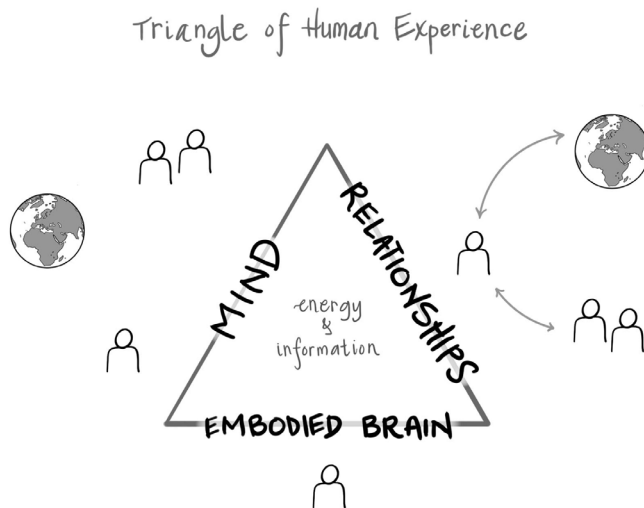 Triangle of Human Experience
MIND
RELATIONSHIPS
energy
&
information
EMBODIED BRAIN